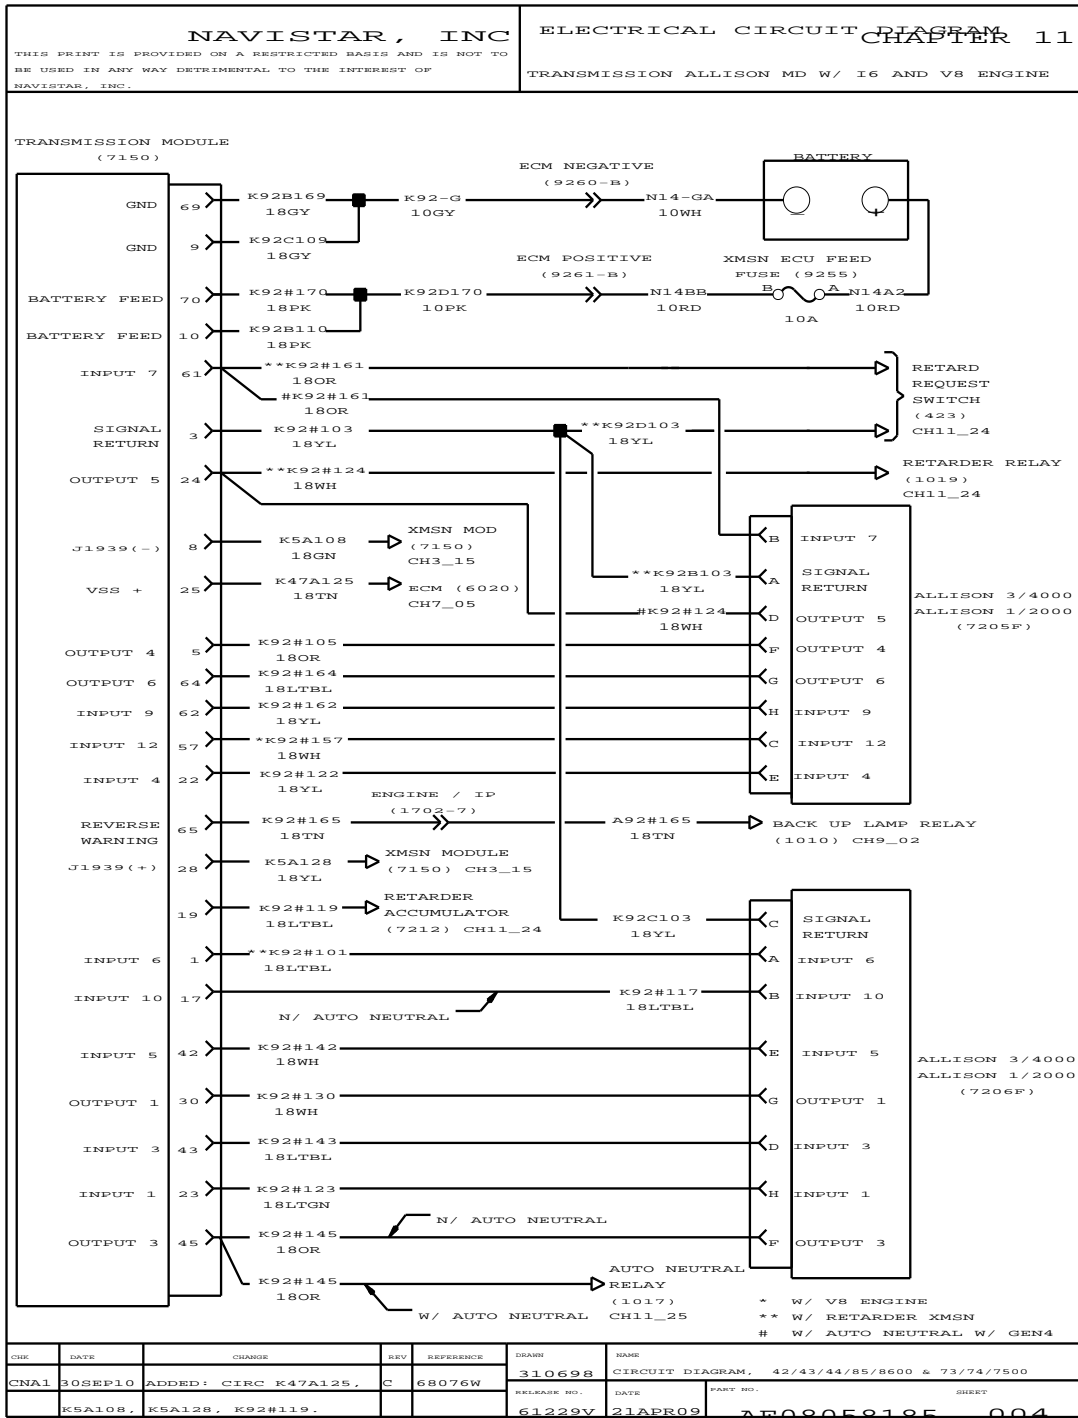 NAVISTAR, INC
THIS PRINT IS PROVIDED ON A RESTRICTED BASIS AND IS NOT TO
BE USED IN ANY WAY DETRIMENTAL TO THE INTEREST OF
NAVISTAR, INC.
ELECTRICAL CIRCUIT DIAGRAM
CHAPTER 11
TRANSMISSION ALLISON MD W/ I6 AND V8 ENGINE
TRANSMISSION MODULE
(7150)
GND 69 K92B169 K92-G
18GY 10GY
ECM NEGATIVE
(9260-B)
N14-GA
10WH
BATTERY
− +
GND 9 K92C109
18GY
ECM POSITIVE
(9261-B)
XMSN ECU FEED
FUSE (9255)
BATTERY FEED 70 K92#170 K92D170 N14BB B A N14A2
18PK 10PK 10RD 10A 10RD
BATTERY FEED 10 K92B110
18PK
INPUT 7 61 **K92#161
18OR
#K92#161
18OR
RETARD
REQUEST
SWITCH
(423)
CH11_24
SIGNAL
RETURN
3 K92#103 **K92D103
18YL 18YL
OUTPUT 5 24 **K92#124
18WH
RETARDER RELAY
(1019)
CH11_24
J1939(-) 8 K5A108
18GN
XMSN MOD
(7150)
CH3_15
B INPUT 7
VSS + 25 K47A125
18TN
ECM (6020)
CH7_05
**K92B103
18YL
A SIGNAL
RETURN
#K92#124
18WH
D OUTPUT 5
ALLISON 3/4000
ALLISON 1/2000
(7205F)
OUTPUT 4 5 K92#105 F OUTPUT 4
18OR
OUTPUT 6 64 K92#164 G OUTPUT 6
18LTBL
INPUT 9 62 K92#162 H INPUT 9
18YL
INPUT 12 57 *K92#157 C INPUT 12
18WH
INPUT 4 22 K92#122 E INPUT 4
18YL
ENGINE / IP
(1702-7)
REVERSE
WARNING
65 K92#165 A92#165
18TN 18TN
BACK UP LAMP RELAY
(1010) CH9_02
J1939(+) 28 K5A128
18YL
XMSN MODULE
(7150) CH3_15
19 K92#119
18LTBL
RETARDER
ACCUMULATOR
(7212) CH11_24
K92C103
18YL
C SIGNAL
RETURN
INPUT 6 1 **K92#101 A INPUT 6
18LTBL
INPUT 10 17 K92#117 B INPUT 10
18LTBL
N/ AUTO NEUTRAL
INPUT 5 42 K92#142 E INPUT 5
18WH
ALLISON 3/4000
ALLISON 1/2000
(7206F)
OUTPUT 1 30 K92#130 G OUTPUT 1
18WH
INPUT 3 43 K92#143 D INPUT 3
18LTBL
INPUT 1 23 K92#123 H INPUT 1
18LTGN
N/ AUTO NEUTRAL
OUTPUT 3 45 K92#145 F OUTPUT 3
18OR
K92#145
18OR
AUTO NEUTRAL
RELAY
(1017)
CH11_25
W/ AUTO NEUTRAL
* W/ V8 ENGINE
** W/ RETARDER XMSN
# W/ AUTO NEUTRAL W/ GEN4
CHK DATE CHANGE REV REFERENCE
CNA1 30SEP10 ADDED: CIRC K47A125, C 68076W
K5A108, K5A128, K92#119.
DRAWN
310698
NAME
CIRCUIT DIAGRAM, 42/43/44/85/8600 & 73/74/7500
RELEASE NO.
61229V
DATE
21APR09
PART NO.
AF08058185
SHEET
004